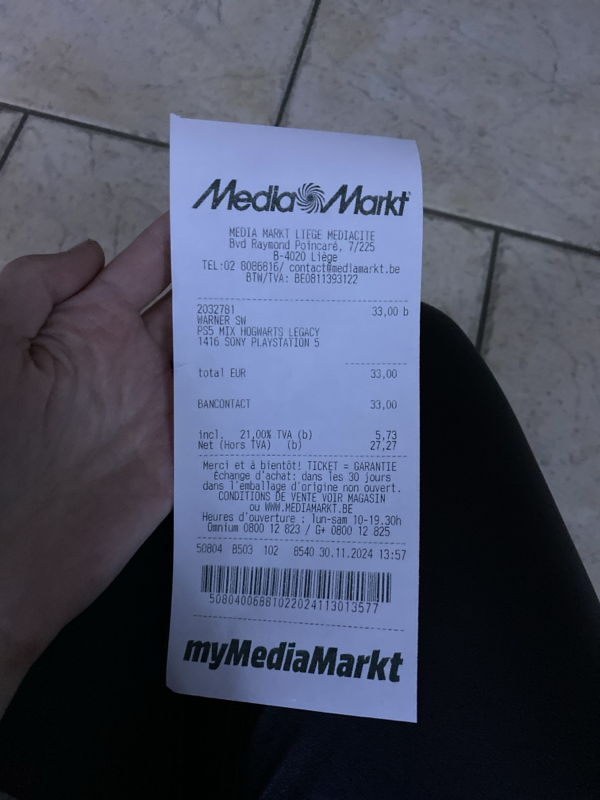 MediaMarkt
MEDIA MARKT LIEGE MEDIACITE
Bvd Raymond Poincaré, 7/225
B-4020 Liège
TEL:02 8086816/ contact@mediamarkt.be
BTW/TVA: BE0811393122
2032781 33,00 b
WARNER SW
PS5 MIX HOGWARTS LEGACY
1416 SONY PLAYSTATION 5
total EUR 33,00
BANCONTACT 33,00
incl. 21,00% TVA (b) 5,73
Net (Hors TVA) (b) 27,27
Merci et à bientôt! TICKET = GARANTIE
Échange d'achat: dans les 30 jours
dans l'emballage d'origine non ouvert.
CONDITIONS DE VENTE VOIR MAGASIN
ou WWW.MEDIAMARKT.BE
Heures d'ouverture : lun-sam 10-19.30h
Omnium 0800 12 823 / G+ 0800 12 825
50804 B503 102 B540 30.11.2024 13:57
5080400688102202411301357​7
myMediaMarkt